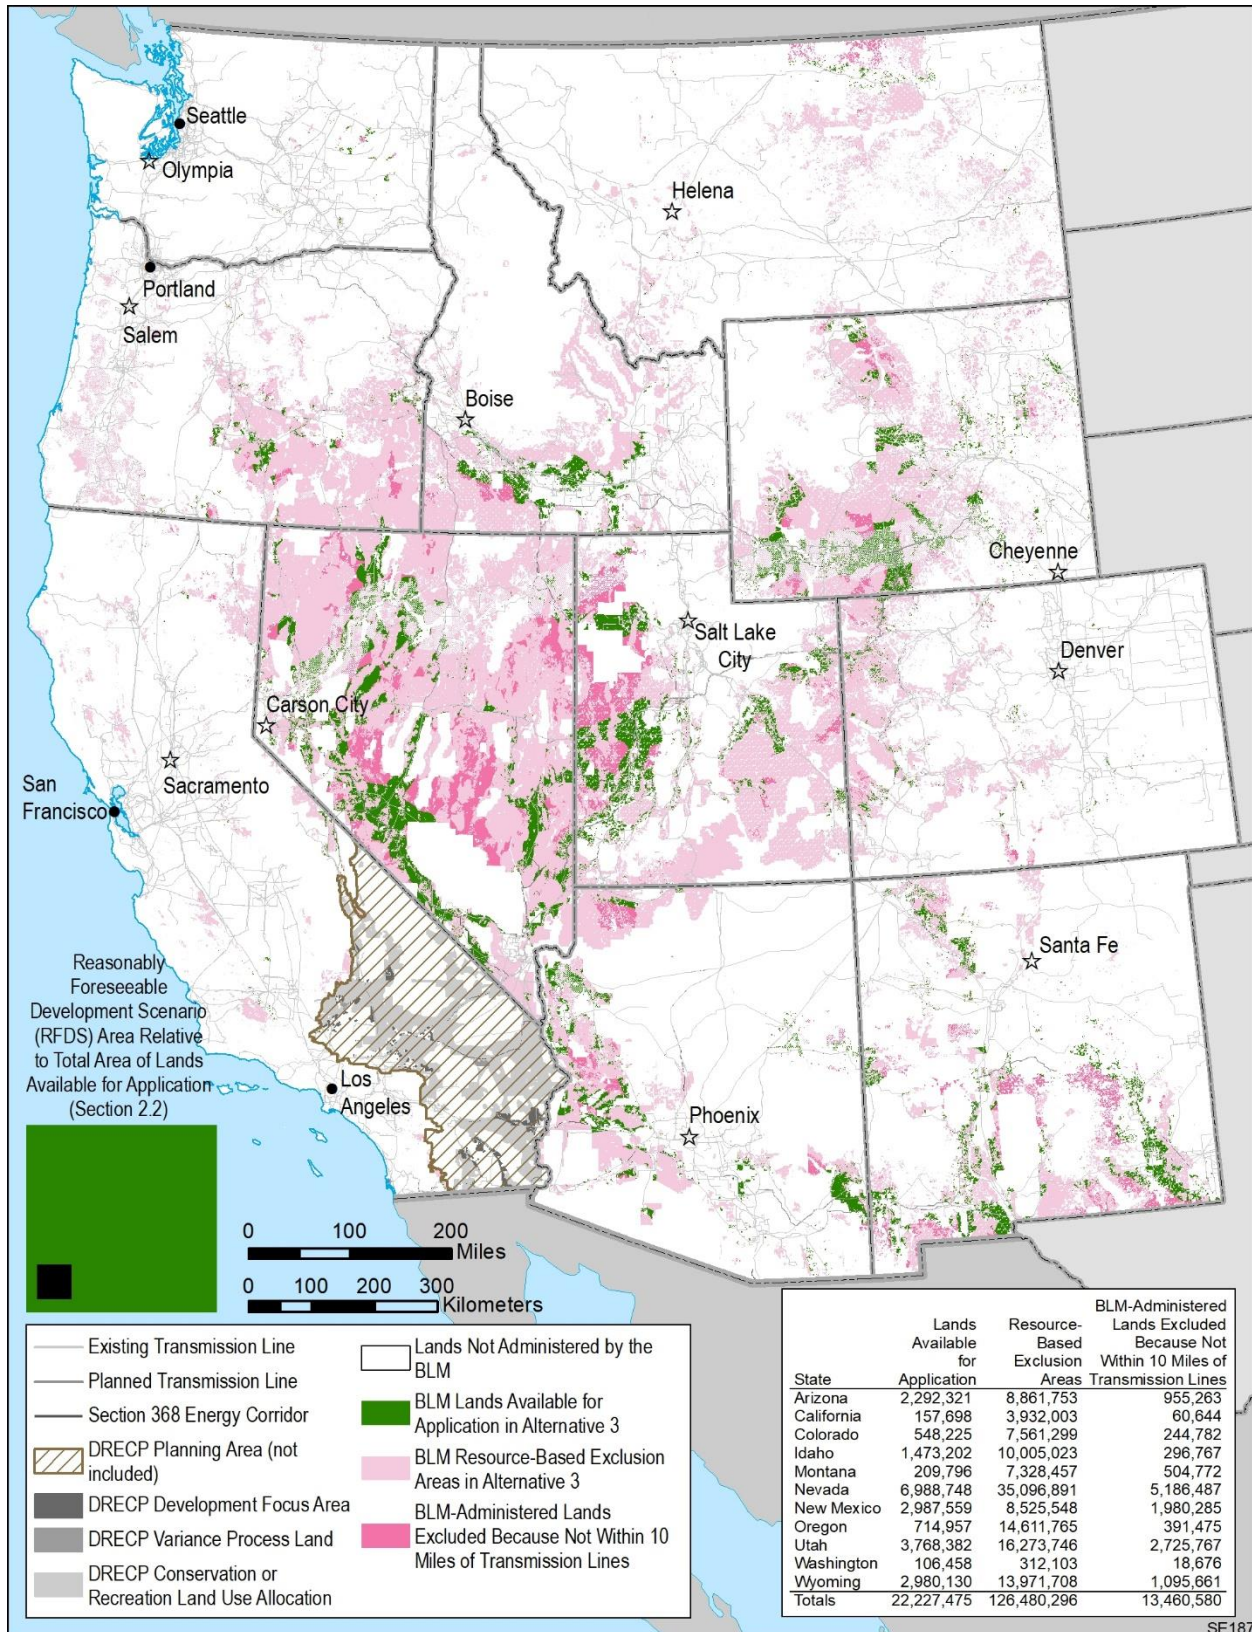 Seattle
Olympia
Helena
Portland
Salem
Boise
Cheyenne
Salt Lake
City
Denver
Carson City
Sacramento
San
Francisco
Santa Fe
Los
Angeles
Phoenix
Reasonably
Foreseeable
Development Scenario
(RFDS) Area Relative
to Total Area of Lands
Available for Application
(Section 2.2)
0 100 200
Miles
0 100 200 300
Kilometers
Existing Transmission Line
Planned Transmission Line
Section 368 Energy Corridor
DRECP Planning Area (not
included)
DRECP Development Focus Area
DRECP Variance Process Land
DRECP Conservation or
Recreation Land Use Allocation
Lands Not Administered by the
BLM
BLM Lands Available for
Application in Alternative 3
BLM Resource-Based Exclusion
Areas in Alternative 3
BLM-Administered Lands
Excluded Because Not Within 10
Miles of Transmission Lines
BLM-Administered
Lands Resource- Lands Excluded
Available Based Because Not
for Exclusion Within 10 Miles of
State Application Areas Transmission Lines
Arizona 2,292,321 8,861,753 955,263
California 157,698 3,932,003 60,644
Colorado 548,225 7,561,299 244,782
Idaho 1,473,202 10,005,023 296,767
Montana 209,796 7,328,457 504,772
Nevada 6,988,748 35,096,891 5,186,487
New Mexico 2,987,559 8,525,548 1,980,285
Oregon 714,957 14,611,765 391,475
Utah 3,768,382 16,273,746 2,725,767
Washington 106,458 312,103 18,676
Wyoming 2,980,130 13,971,708 1,095,661
Totals 22,227,475 126,480,296 13,460,580
SE187